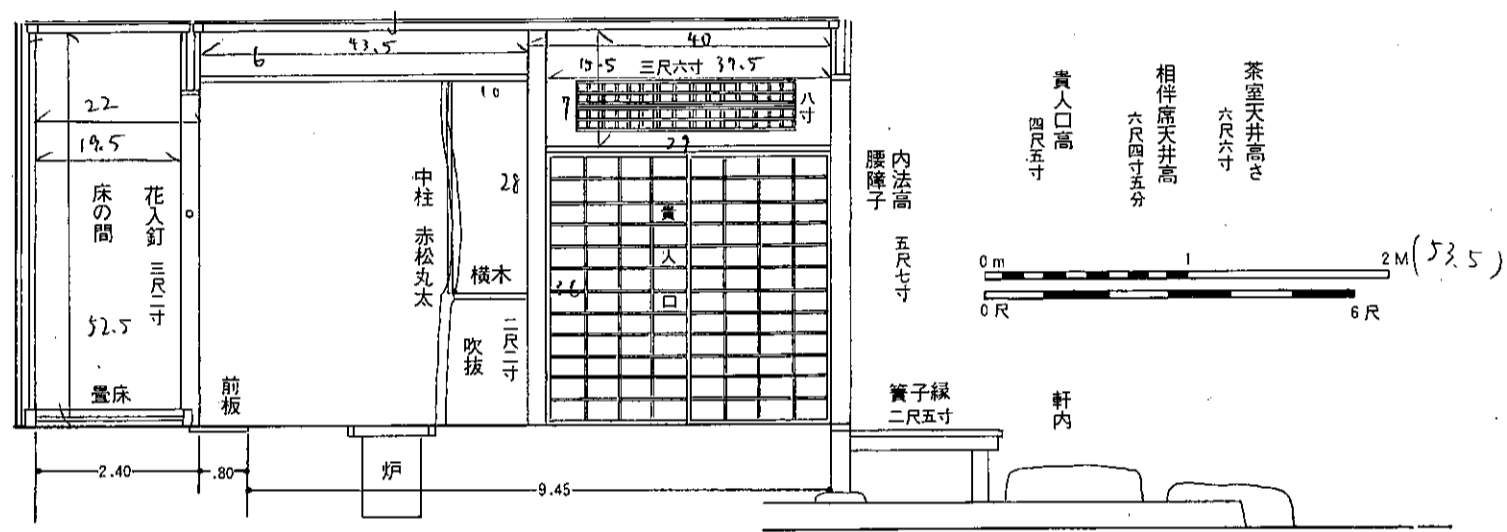 43.5
6
40
15.5
三尺六寸
39.5
22
19.5
10
7
八寸
29
28
36
52.5
床の間
花入釘 三尺二寸
畳床
前板
中柱 赤松丸太
横木
吹抜
二尺二寸
貴人口
炉
2.40
.80
9.45
内法高 五尺七寸
腰障子
茶室天井高さ
六尺六寸
相伴席天井高
六尺四寸五分
貴人口高
四尺五寸
0 m
1
2 M
(53.5)
0 尺
6 尺
簀子縁
二尺五寸
軒内